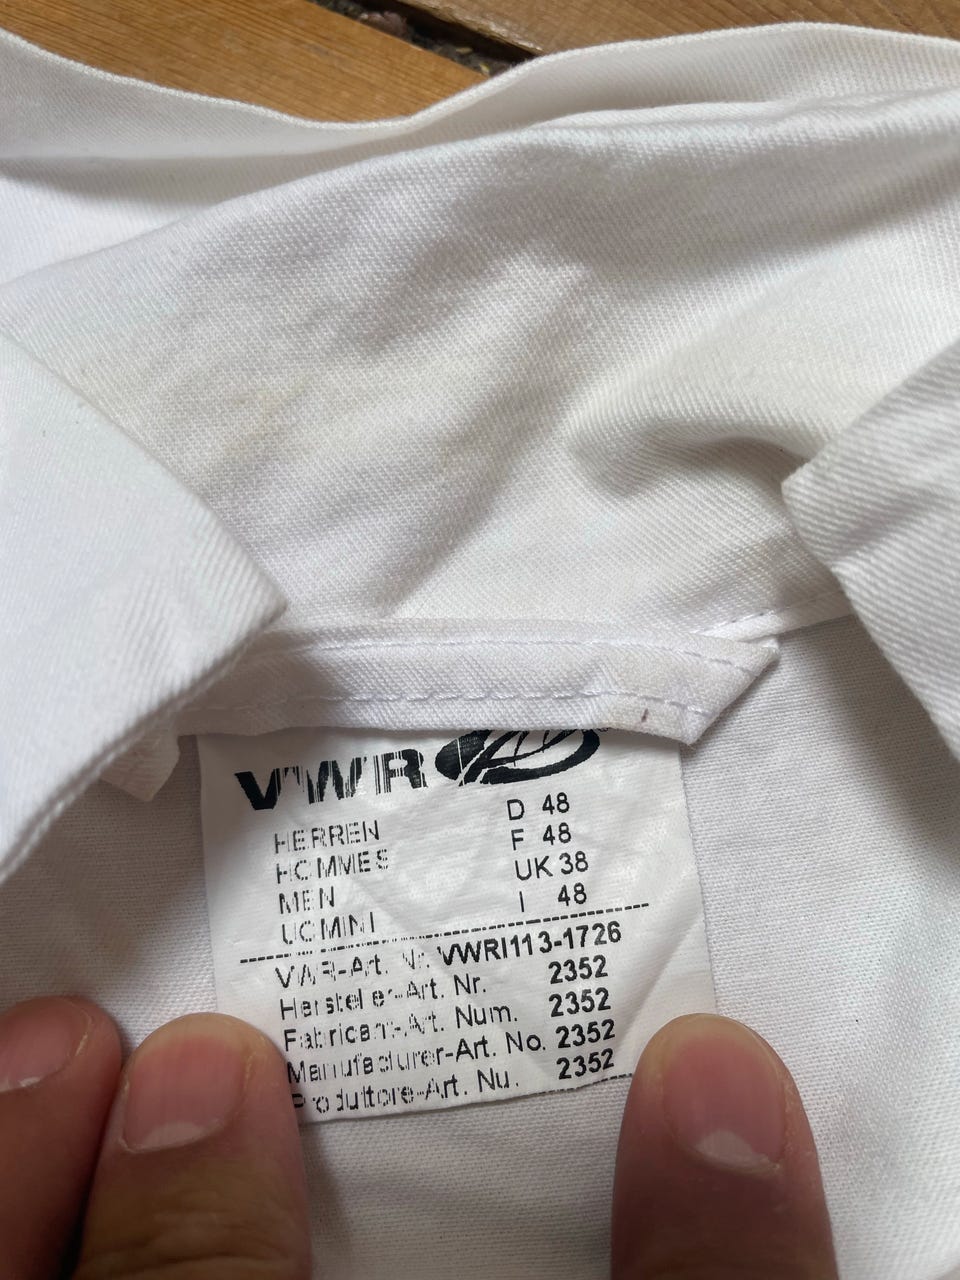 VWR
HERREN D 48
HOMMES F 48
MEN UK 38
UOMINI I 48
VWR-Art. Nr. VWRI113-1726
Hersteller-Art. Nr. 2352
Fabricant-Art. Num. 2352
Manufacturer-Art. No. 2352
Produttore-Art. Nu. 2352